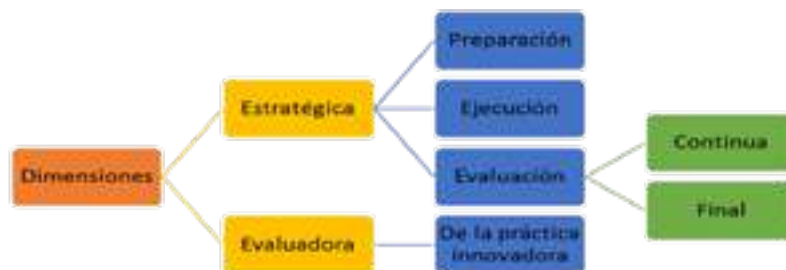 Dimensiones
Estratégica
Preparación
Ejecución
Evaluación
Continua
Final
Evaluadora
De la práctica
innovadora